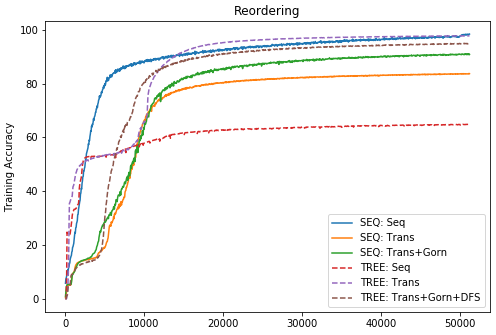 Reordering
Training Accuracy
100
80
60
40
20
0
0
10000
20000
30000
40000
50000
SEQ: Seq
SEQ: Trans
SEQ: Trans+Gorn
TREE: Seq
TREE: Trans
TREE: Trans+Gorn+DFS